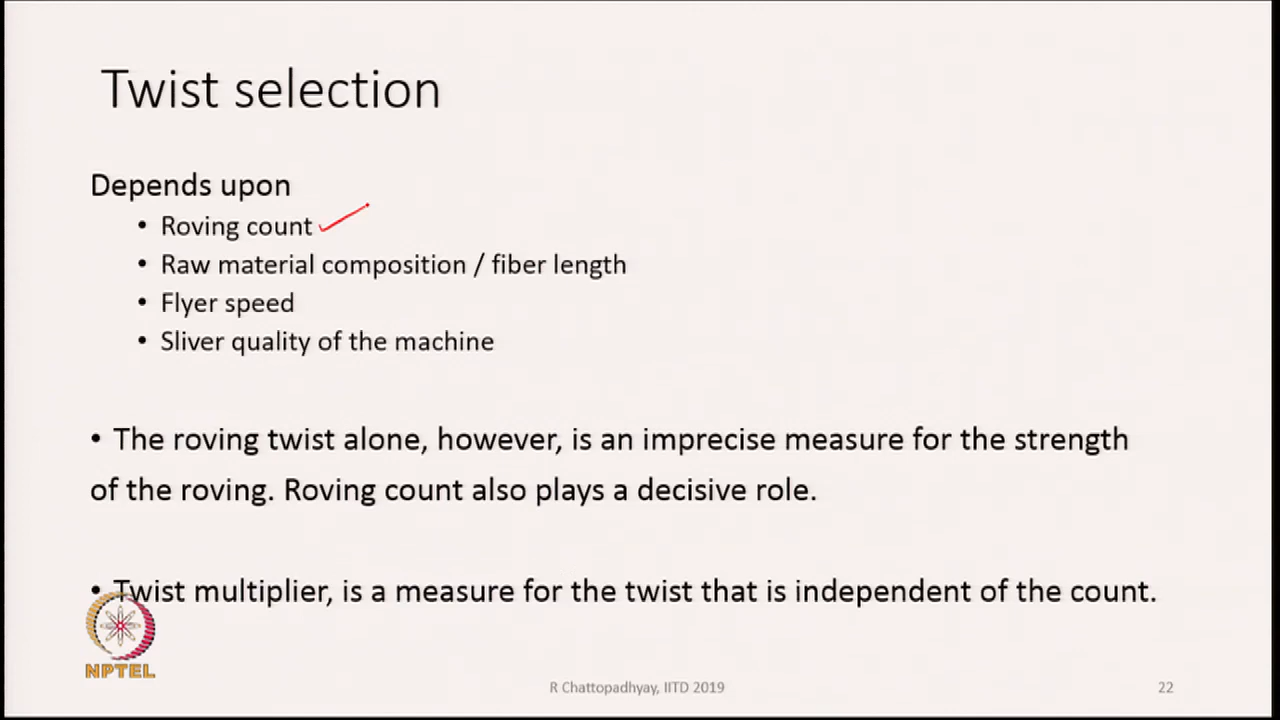 Twist selection
Depends upon
• Roving count
• Raw material composition / fiber length
• Flyer speed
• Sliver quality of the machine
• The roving twist alone, however, is an imprecise measure for the strength
of the roving. Roving count also plays a decisive role.
• Twist multiplier, is a measure for the twist that is independent of the count.
NPTEL
R Chattopadhyay, IITD 2019
22